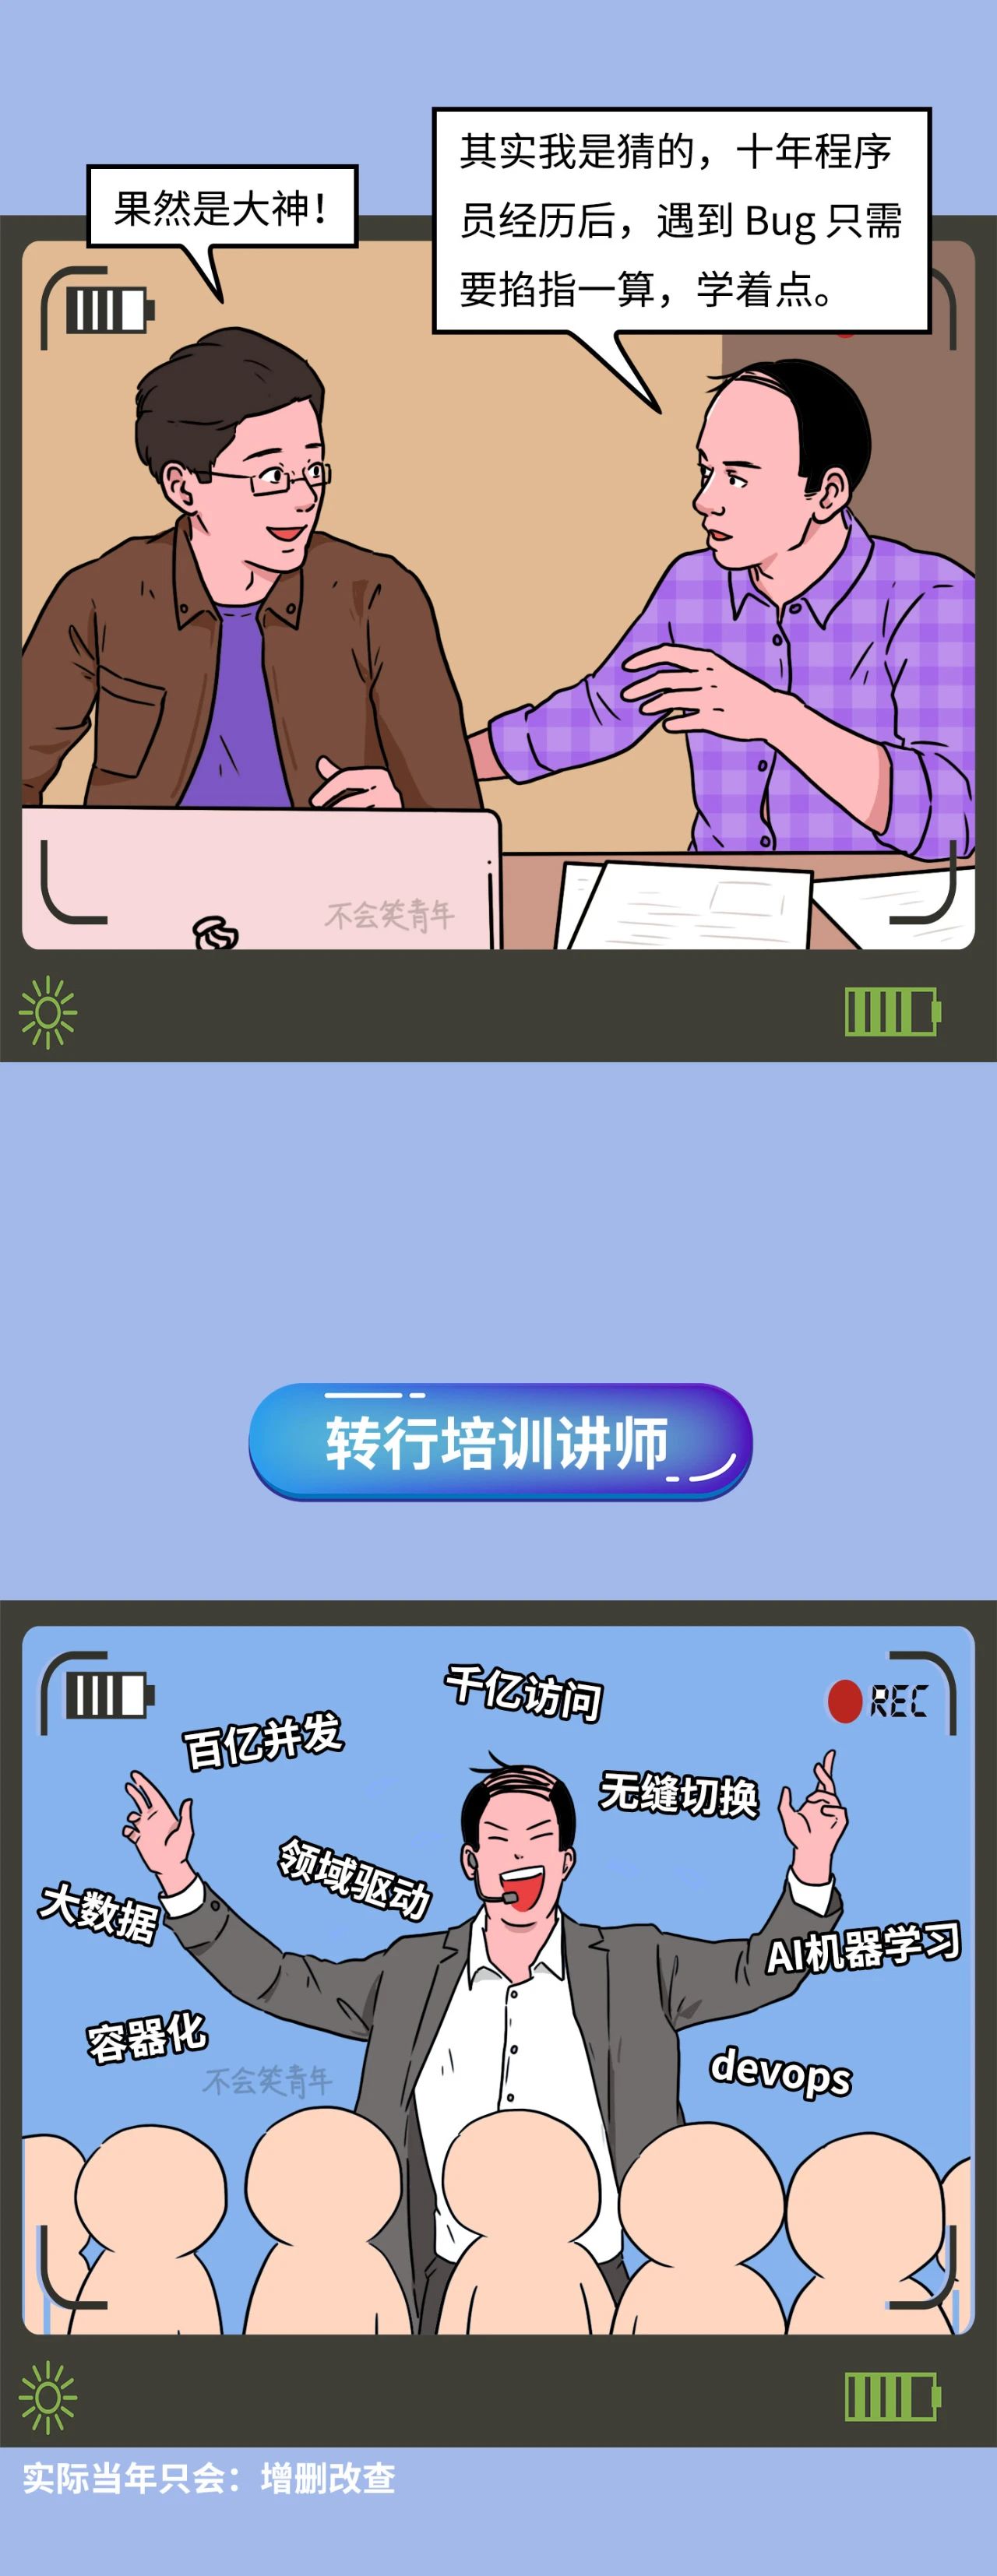 果然是大神！
其实我是猜的，十年程序
员经历后，遇到 Bug 只需
要掐指一算，学着点。
不会笑青年
转行培训讲师
千亿访问
REC
百亿并发
无缝切换
领域驱动
大数据
AI机器学习
容器化
devops
不会笑青年
实际当年只会：增删改查